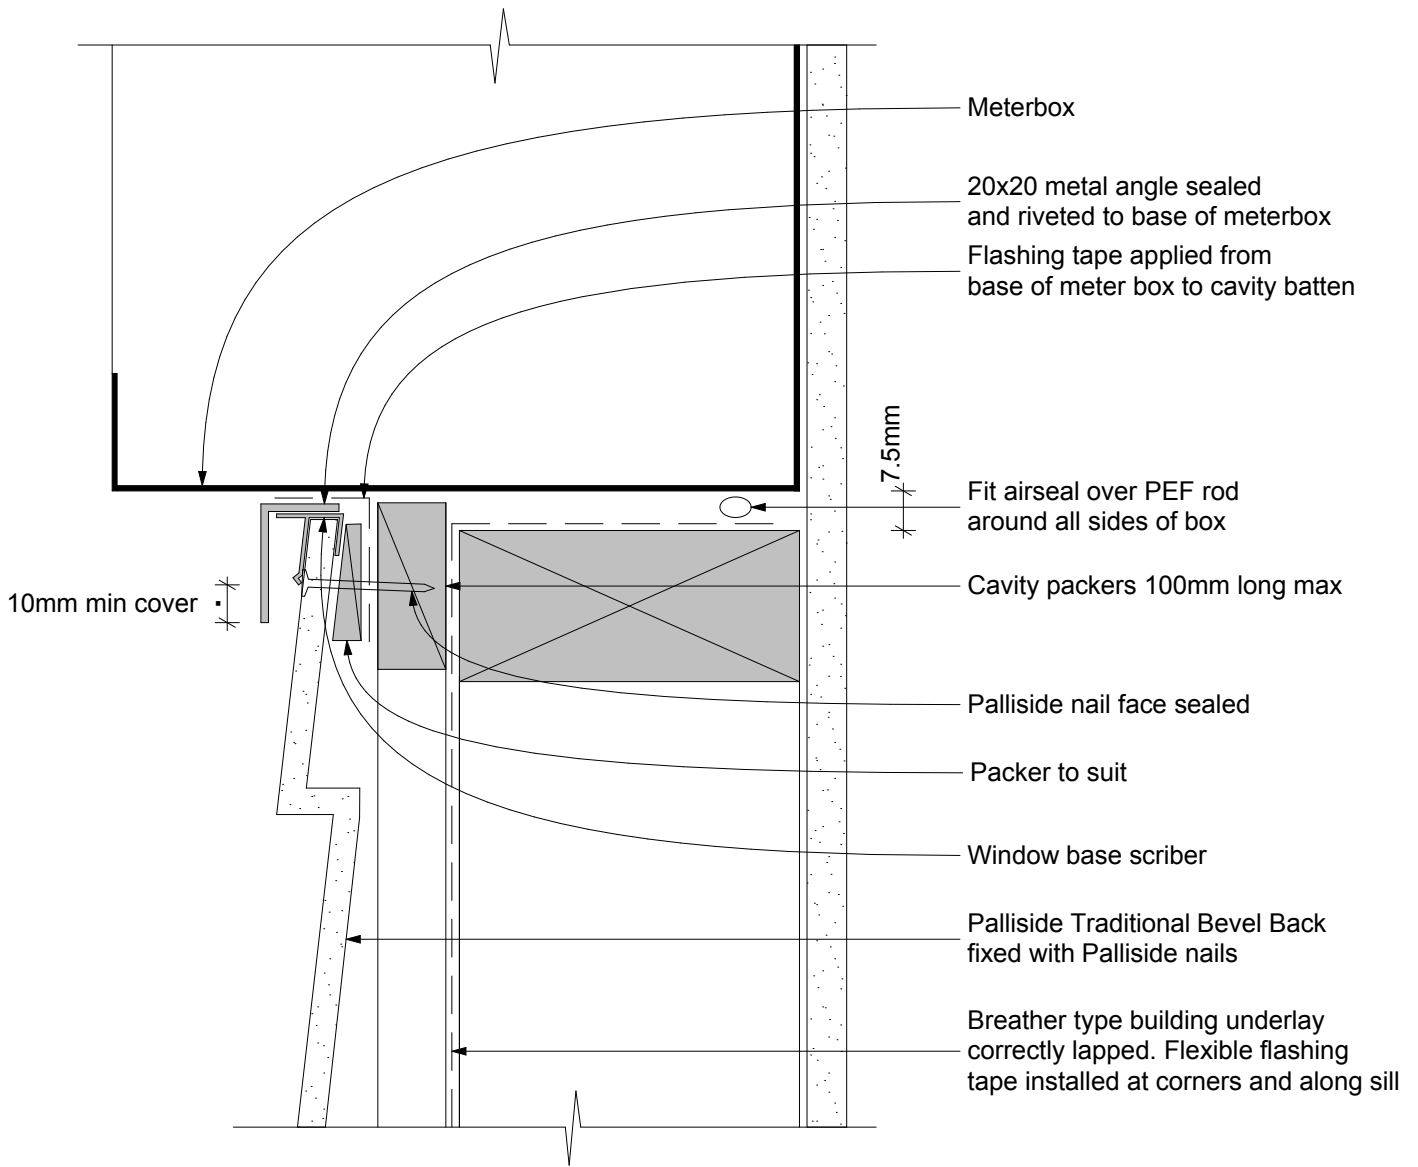 Meterbox
20x20 metal angle sealed
and riveted to base of meterbox
Flashing tape applied from
base of meter box to cavity batten
7.5mm
Fit airseal over PEF rod
around all sides of box
Cavity packers 100mm long max
10mm min cover
Palliside nail face sealed
Packer to suit
Window base scriber
Palliside Traditional Bevel Back
fixed with Palliside nails
Breather type building underlay
correctly lapped. Flexible flashing
tape installed at corners and along sill